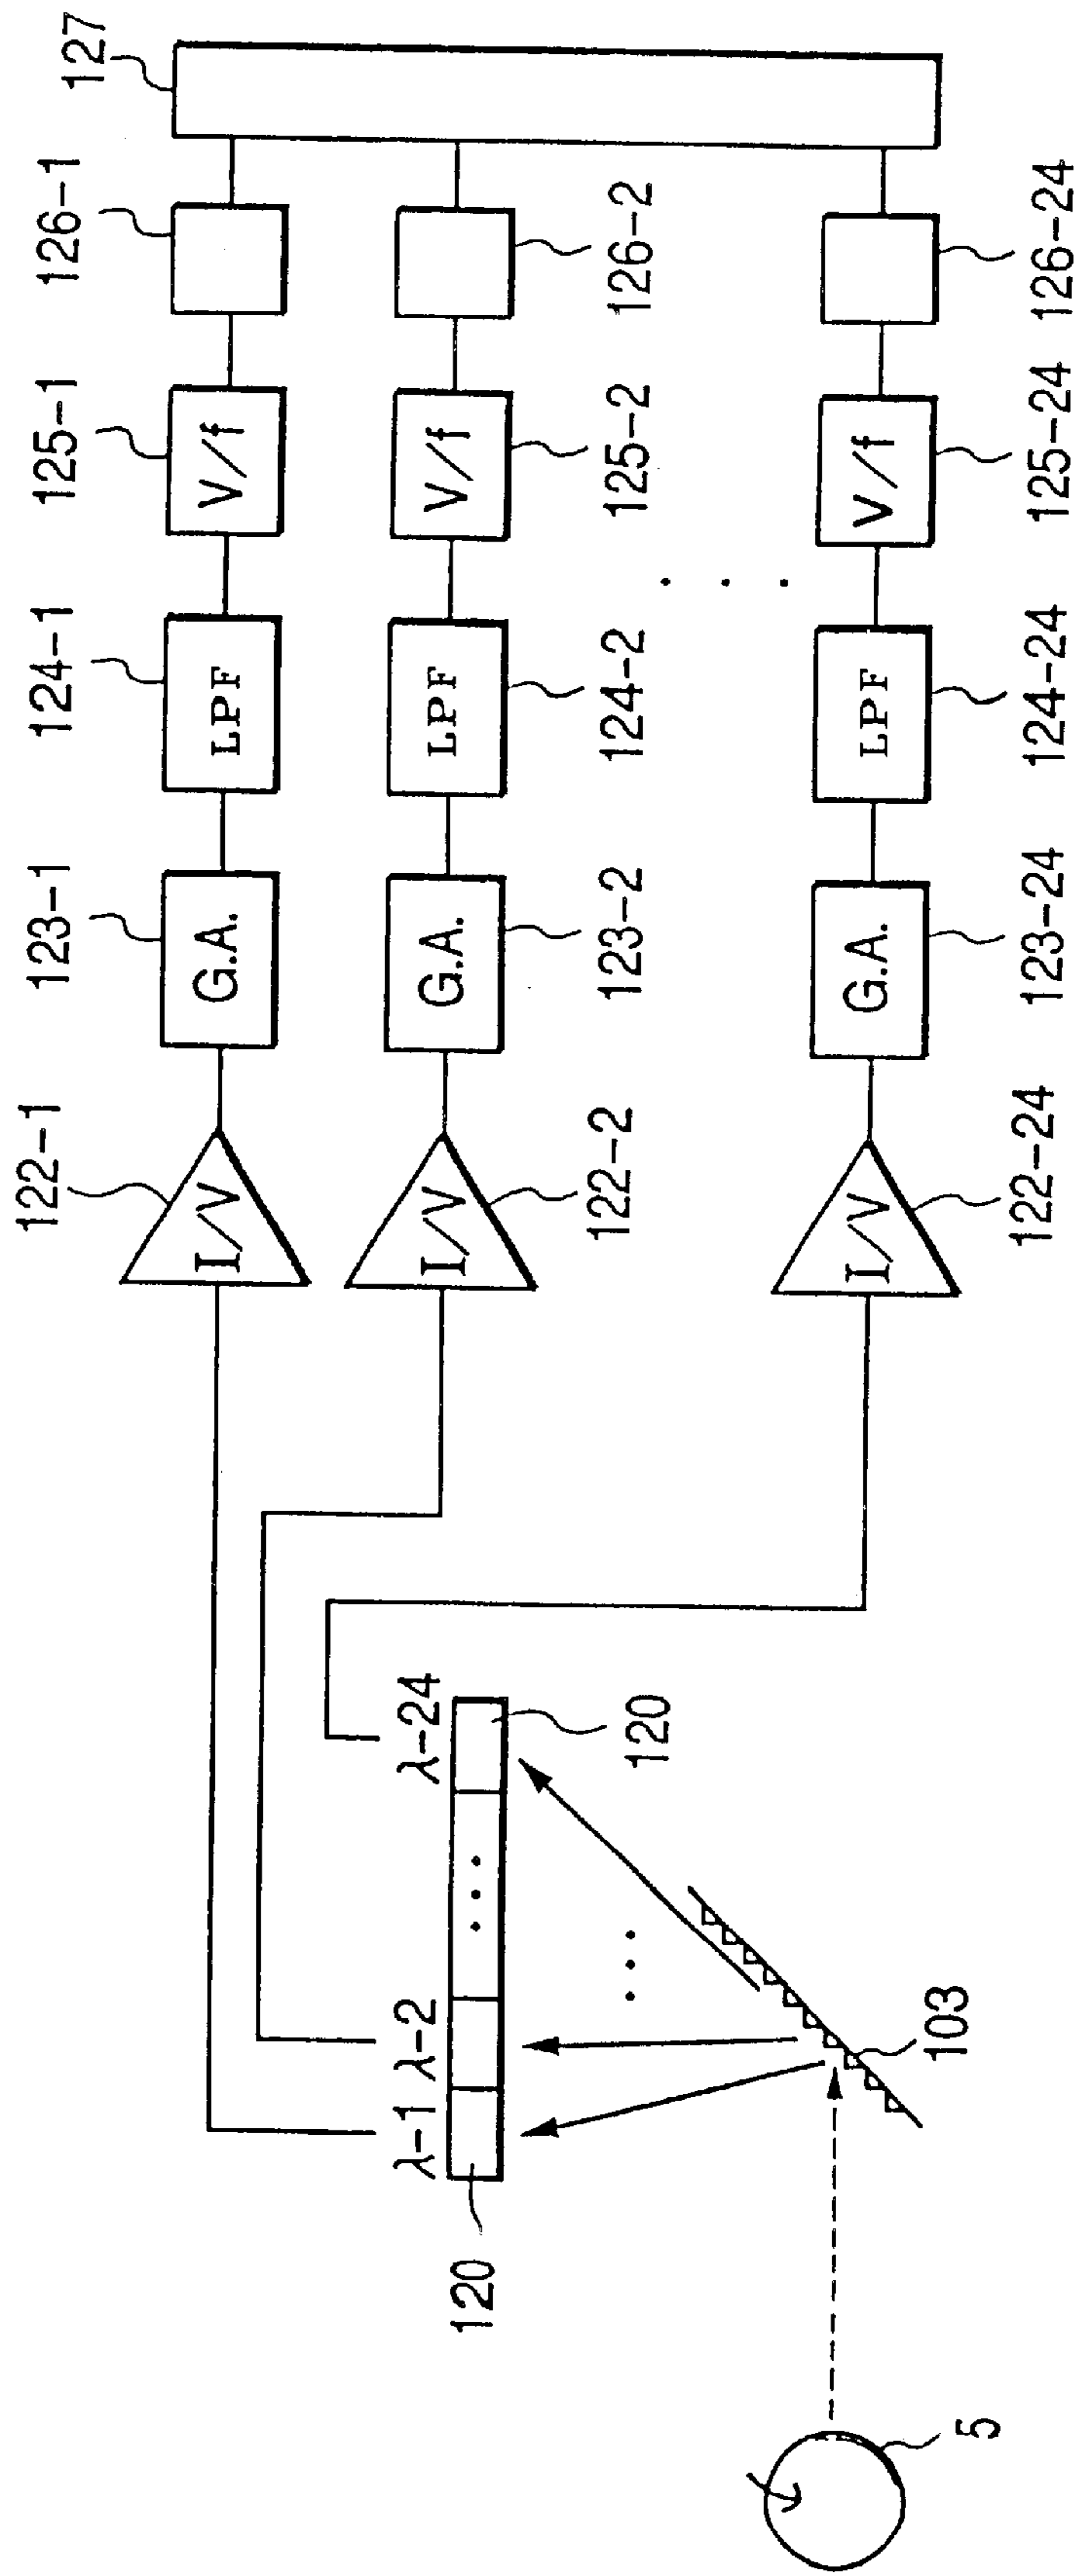 127
126-1
126-2
126-24
125-1
125-2
125-24
V/f
V/f
V/f
124-1
124-2
124-24
LPF
LPF
LPF
123-1
123-2
123-24
G.A.
G.A.
G.A.
122-1
122-2
122-24
I/V
I/V
I/V
λ-1
λ-2
λ-24
120
120
103
5